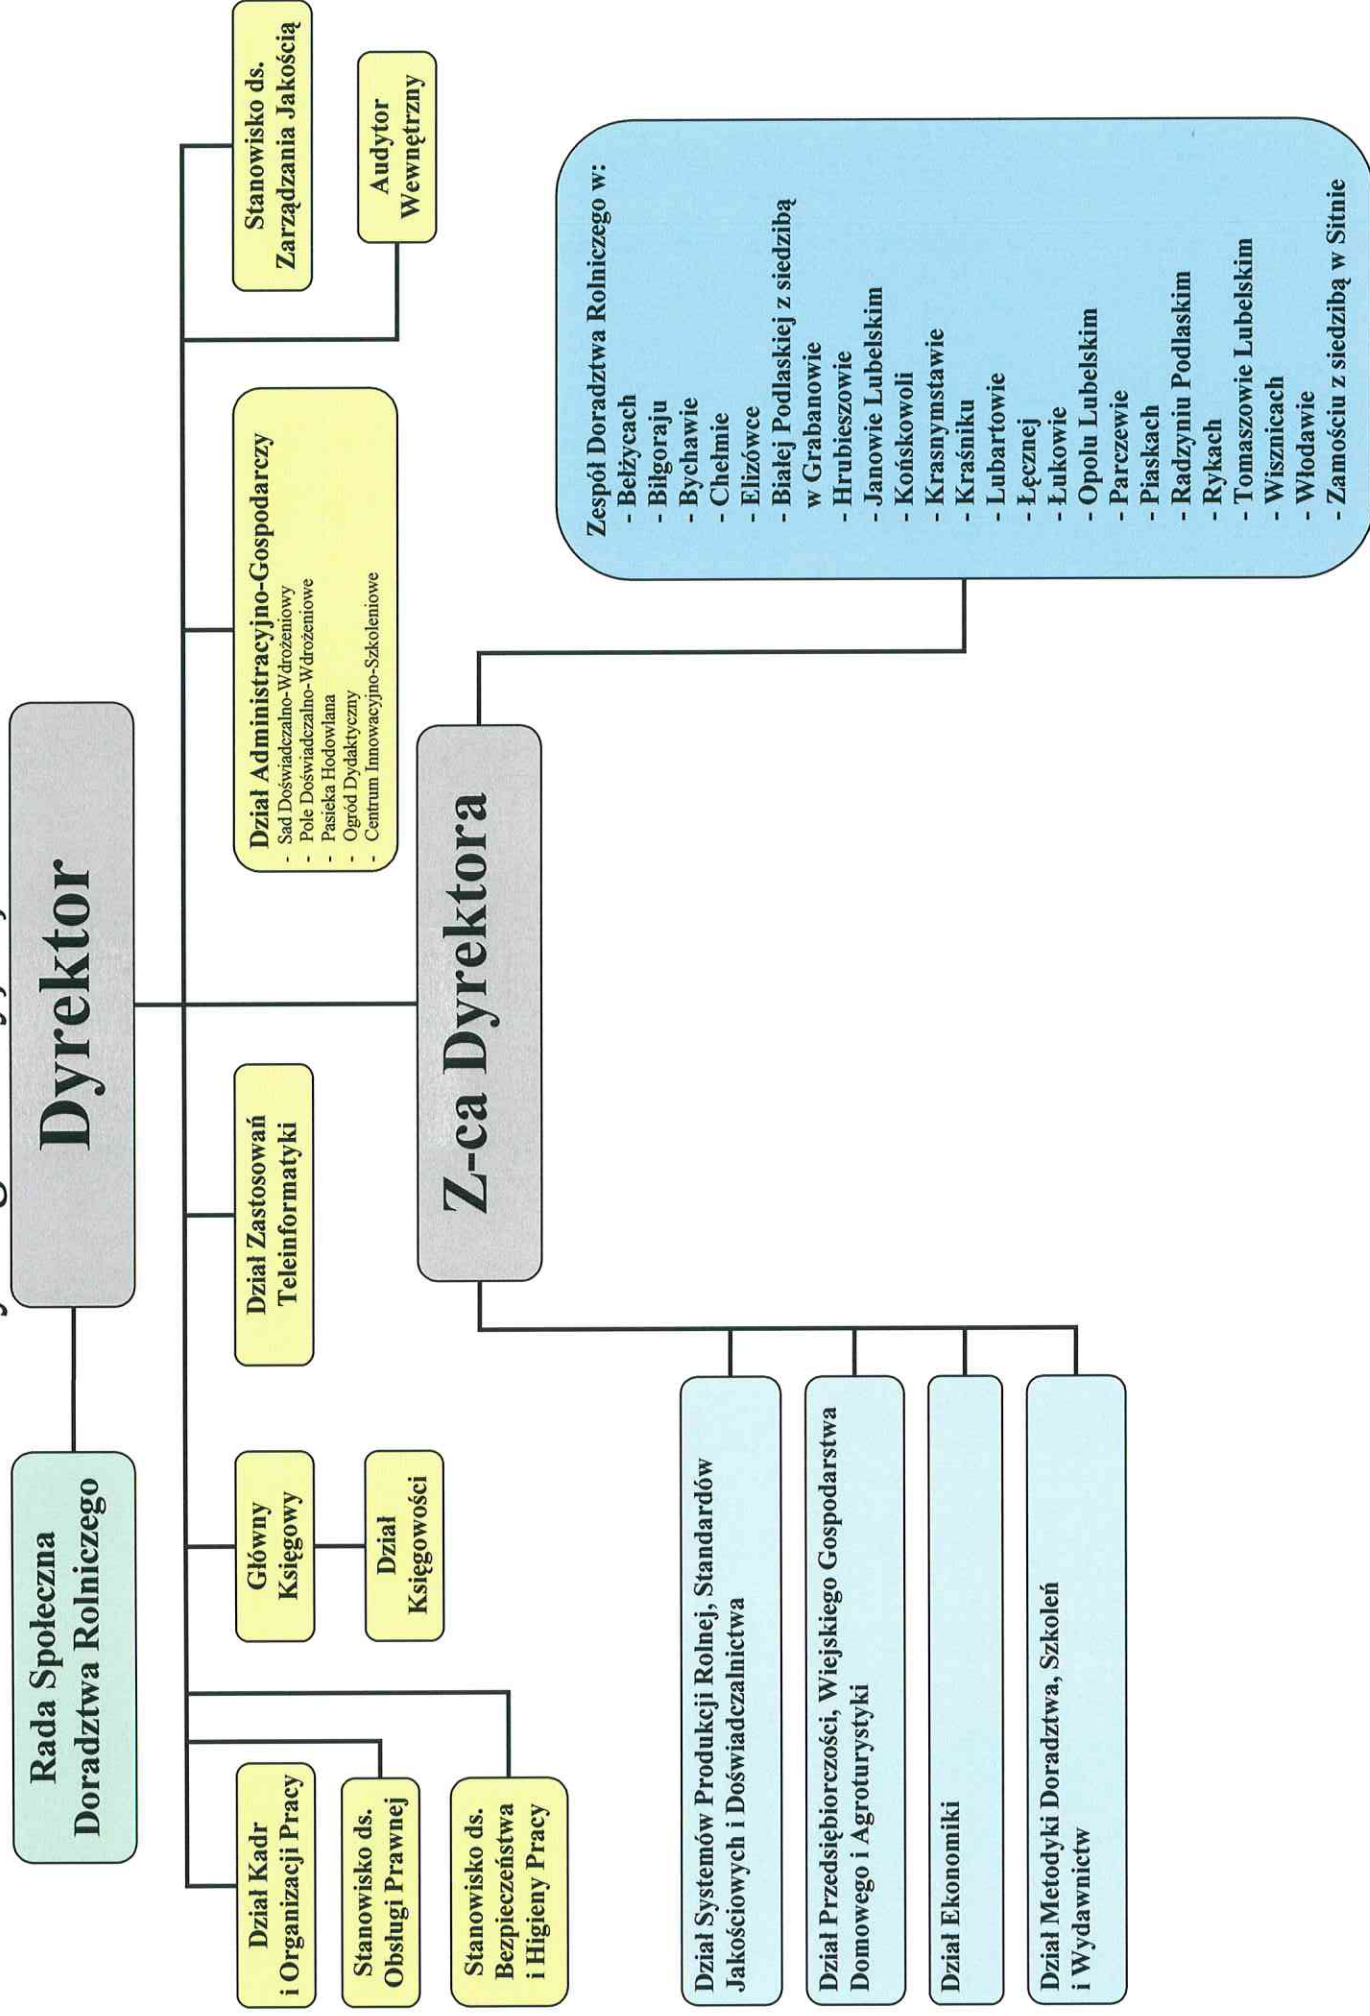 Dyrektor
Rada Społeczna
Doradztwa Rolniczego
Dział Kadr
i Organizacji Pracy
Stanowisko ds.
Obsługi Prawnej
Stanowisko ds.
Bezpieczeństwa
i Higieny Pracy
Główny
Księgowy
Dział
Księgowości
Dział Zastosowań
Teleinformatyki
Dział Administracyjno-Gospodarczy
- Sad Doświadczalno-Wdrożeniowy
- Pole Doświadczalno-Wdrożeniowe
- Pasieka Hodowlana
- Ogród Dydaktyczny
- Centrum Innowacyjno-Szkoleniowe
Stanowisko ds.
Zarządzania Jakością
Audytor
Wewnętrzny
Z-ca Dyrektora
Dział Systemów Produkcji Rolnej, Standardów
Jakościowych i Doświadczalnictwa
Dział Przedsiębiorczości, Wiejskiego Gospodarstwa
Domowego i Agroturystyki
Dział Ekonomiki
Dział Metodyki Doradztwa, Szkoleń
i Wydawnictw
Zespół Doradztwa Rolniczego w:
- Bełżycach
- Biłgoraju
- Bychawie
- Chełmie
- Elizówce
- Białej Podlaskiej z siedzibą
w Grabanowie
- Hrubieszowie
- Janowie Lubelskim
- Końskowoli
- Krasnymstawie
- Kraśniku
- Lubartowie
- Łęcznej
- Łukowie
- Opolu Lubelskim
- Parczewie
- Piaskach
- Radzyniu Podlaskim
- Rykach
- Tomaszowie Lubelskim
- Wisznicach
- Włodawie
- Zamościu z siedzibą w Sitnie